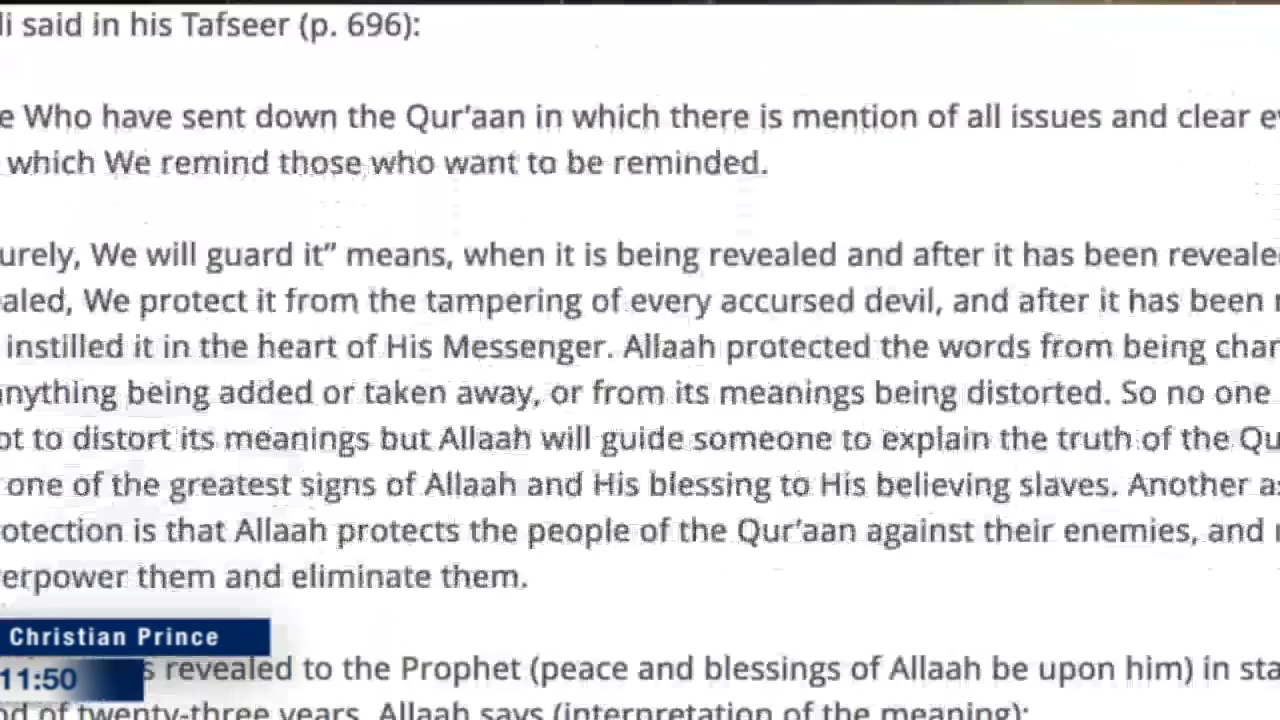 li said in his Tafseer (p. 696):
e Who have sent down the Qur'aan in which there is mention of all issues and clear ev
which We remind those who want to be reminded.
urely, We will guard it” means, when it is being revealed and after it has been reveale
aled, We protect it from the tampering of every accursed devil, and after it has been
instilled it in the heart of His Messenger. Allaah protected the words from being char
nything being added or taken away, or from its meanings being distorted. So no one
ot to distort its meanings but Allaah will guide someone to explain the truth of the Qu
one of the greatest signs of Allaah and His blessing to His believing slaves. Another as
otection is that Allaah protects the people of the Qur'aan against their enemies, and
erpower them and eliminate them.
Christian Prince
s revealed to the Prophet (peace and blessings of Allaah be upon him) in sta
11:50
od of twenty-three years. Allaah says (interpretation of the meaning):